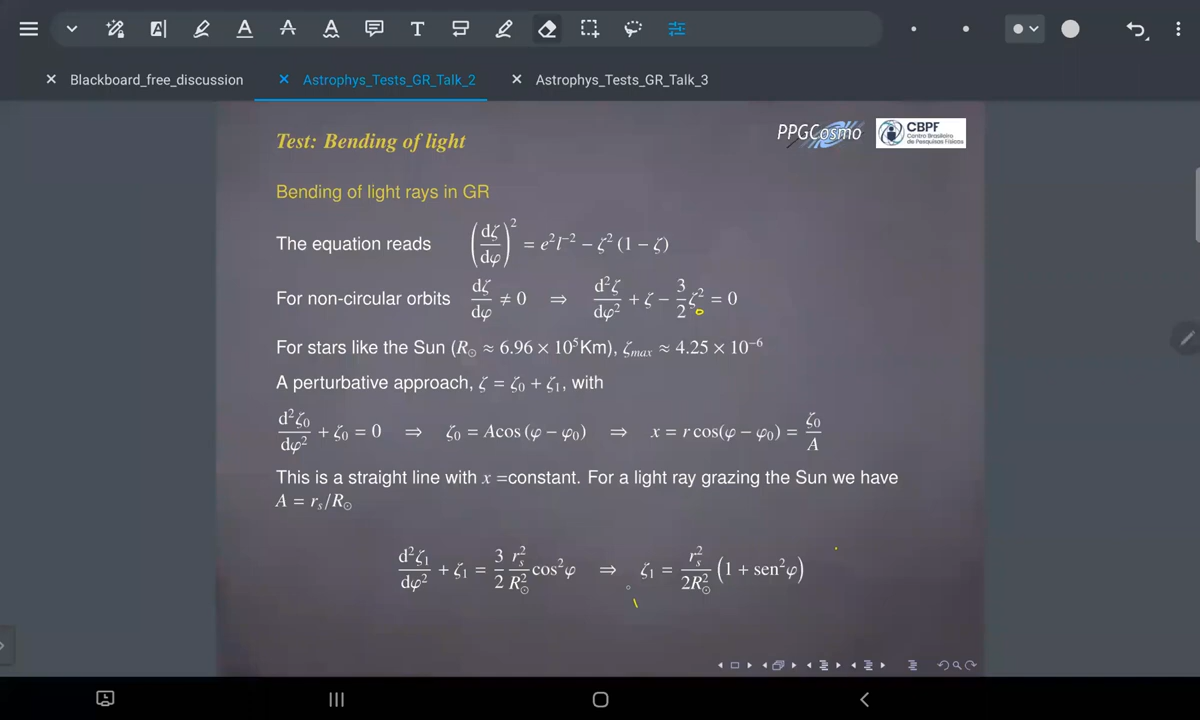 Blackboard_free_discussion
Astrophys_Tests_GR_Talk_2
Astrophys_Tests_GR_Talk_3
Test: Bending of light
PPGCosmo
CBPF
Centro Brasileiro
de Pesquisas Físicas
Bending of light rays in GR
The equation reads (dζ/dφ)² = e²l⁻² − ζ² (1 − ζ)
For non-circular orbits dζ/dφ ≠ 0 ⇒ d²ζ/dφ² + ζ − 3/2 ζ² = 0
For stars like the Sun (R⊙ ≈ 6.96 × 10⁵Km), ζmax ≈ 4.25 × 10⁻⁶
A perturbative approach, ζ = ζ₀ + ζ₁, with
d²ζ₀/dφ² + ζ₀ = 0 ⇒ ζ₀ = Acos (φ − φ₀) ⇒ x = r cos(φ − φ₀) = ζ₀/A
This is a straight line with x =constant. For a light ray grazing the Sun we have
A = rₛ/R⊙
d²ζ₁/dφ² + ζ₁ = 3/2 rₛ²/R⊙² cos²φ ⇒ ζ₁ = rₛ²/2R⊙² (1 + sen²φ)